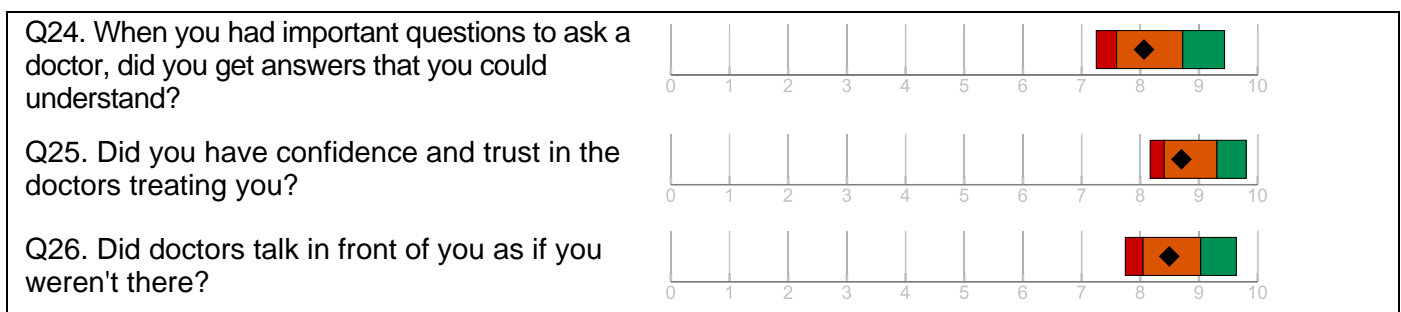 Q24. When you had important questions to ask a
doctor, did you get answers that you could
understand?
0 1 2 3 4 5 6 7 8 9 10
Q25. Did you have confidence and trust in the
doctors treating you?
0 1 2 3 4 5 6 7 8 9 10
Q26. Did doctors talk in front of you as if you
weren't there?
0 1 2 3 4 5 6 7 8 9 10